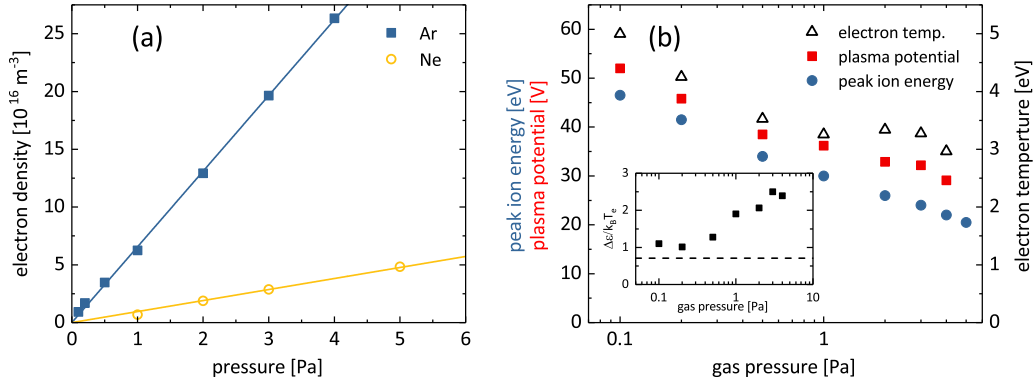 (a)
Ar
Ne
25
20
15
10
5
0
electron density [10¹⁶ m⁻³]
0 1 2 3 4 5 6
pressure [Pa]
(b)
electron temp.
plasma potential
peak ion energy
60
50
40
30
20
10
0
peak ion energy [eV]
plasma potential [V]
5
4
3
2
1
0
electron temperture [eV]
0.1 1
gas pressure [Pa]
3
2
1
0
Δε/kBTe
0.1 1 10
gas pressure [Pa]